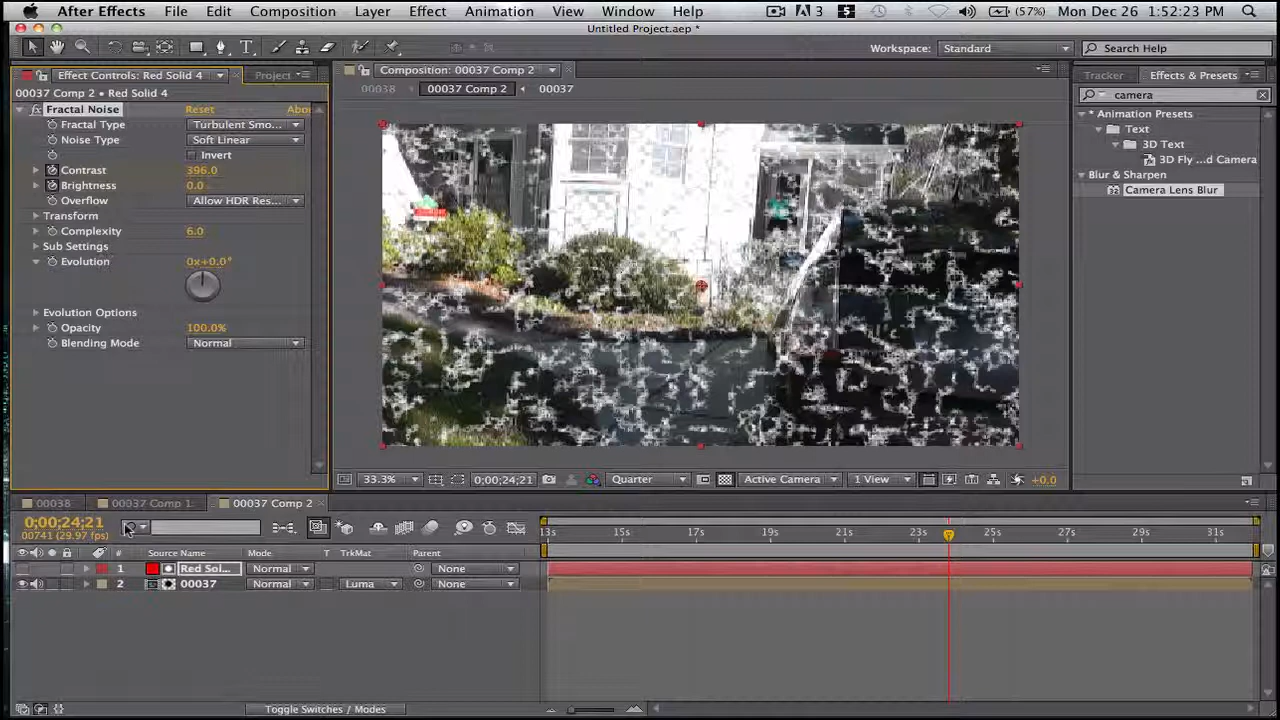 After Effects File Edit Composition Layer Effect Animation View Window Help 3 (57%) Mon Dec 26 1:52:23 PM
Untitled Project.aep *
Workspace: Standard Search Help
Effect Controls: Red Solid 4 Project Composition: 00037 Comp 2 Tracker Effects & Presets
00037 Comp 2 • Red Solid 4 00038 00037 Comp 2 00037 camera
Fractal Noise Reset Abou
Fractal Type Turbulent Smo...
Noise Type Soft Linear
Invert
Contrast 396.0
Brightness 0.0
Overflow Allow HDR Res...
Transform
Complexity 6.0
Sub Settings
Evolution 0x+0.0°
Evolution Options
Opacity 100.0%
Blending Mode Normal
* Animation Presets
Text
3D Text
3D Fly ...d Camera
Blur & Sharpen
Camera Lens Blur
33.3% 0;00;24;21 Quarter Active Camera 1 View +0.0
00038 00037 Comp 1 00037 Comp 2
0;00;24;21
00741 (29.97 fps)
13s 15s 17s 19s 21s 23s 25s 27s 29s 31s
# Source Name Mode T TrkMat Parent
1 Red Sol... Normal None
2 00037 Normal Luma None
Toggle Switches / Modes